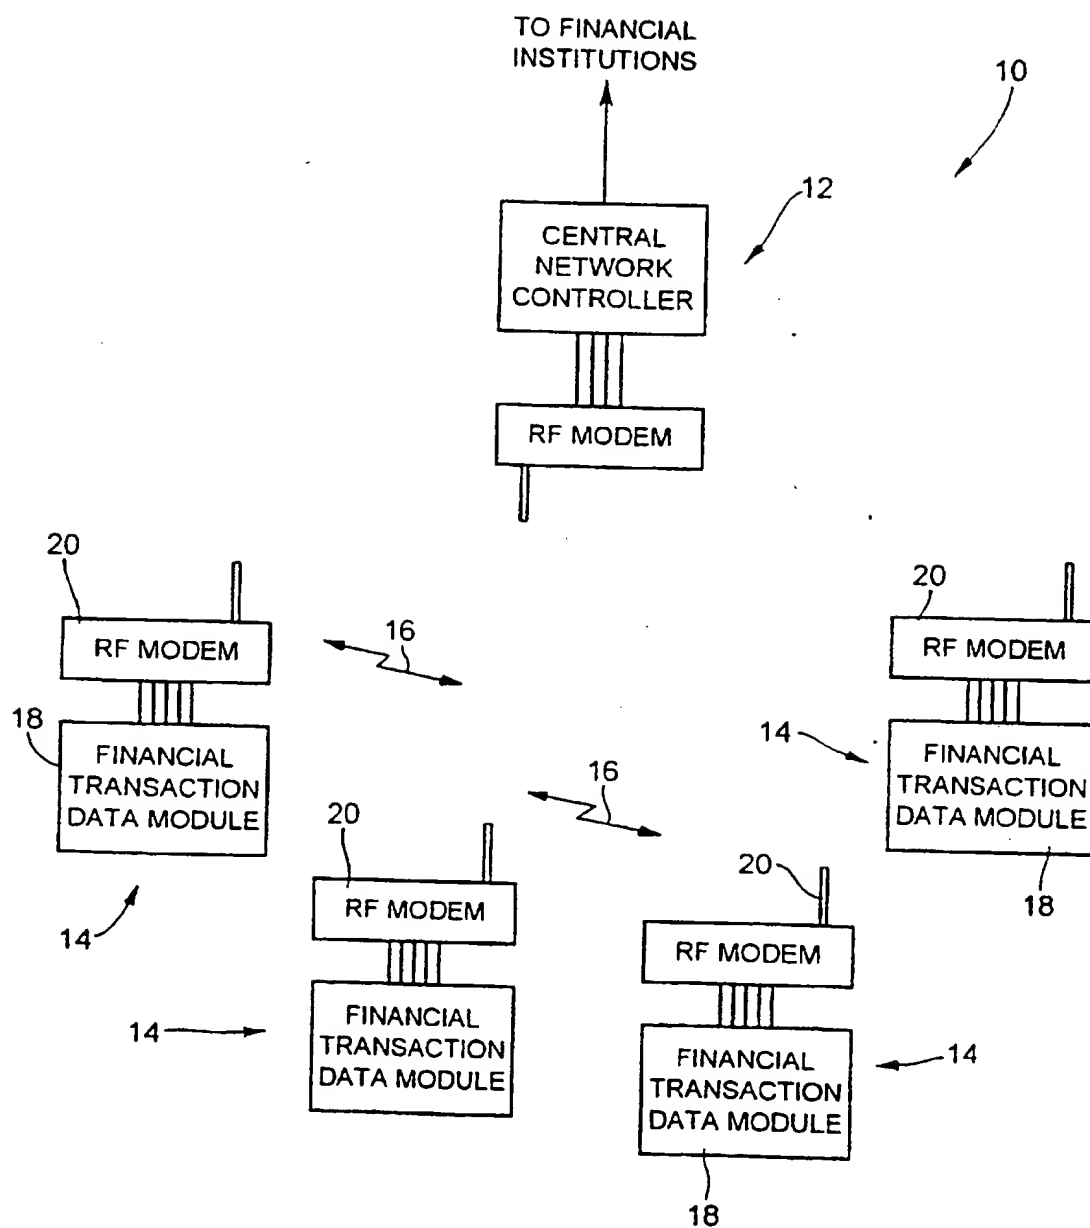 TO FINANCIAL
INSTITUTIONS
10
12
CENTRAL
NETWORK
CONTROLLER
RF MODEM
20
RF MODEM
16
18
FINANCIAL
TRANSACTION
DATA MODULE
14
20
RF MODEM
14
FINANCIAL
TRANSACTION
DATA MODULE
18
16
20
RF MODEM
14
FINANCIAL
TRANSACTION
DATA MODULE
20
RF MODEM
FINANCIAL
TRANSACTION
DATA MODULE
14
18